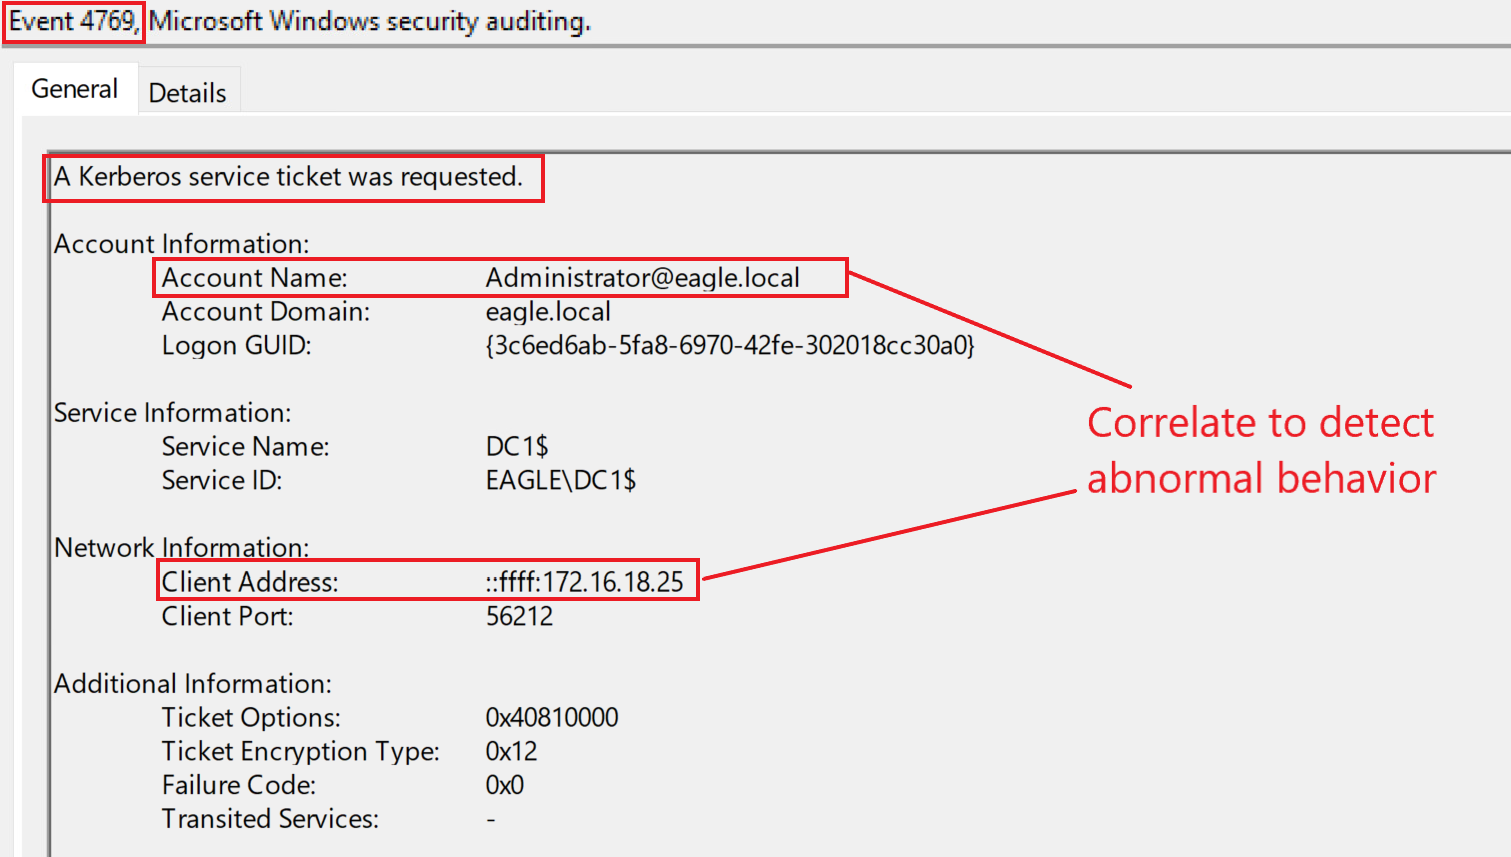 Event 4769, Microsoft Windows security auditing.
General Details
A Kerberos service ticket was requested.
Account Information:
Account Name: Administrator@eagle.local
Account Domain: eagle.local
Logon GUID: {3c6ed6ab-5fa8-6970-42fe-302018cc30a0}
Service Information:
Service Name: DC1$
Service ID: EAGLE\DC1$
Network Information:
Client Address: ::ffff:172.16.18.25
Client Port: 56212
Additional Information:
Ticket Options: 0x40810000
Ticket Encryption Type: 0x12
Failure Code: 0x0
Transited Services: -
Correlate to detect
abnormal behavior